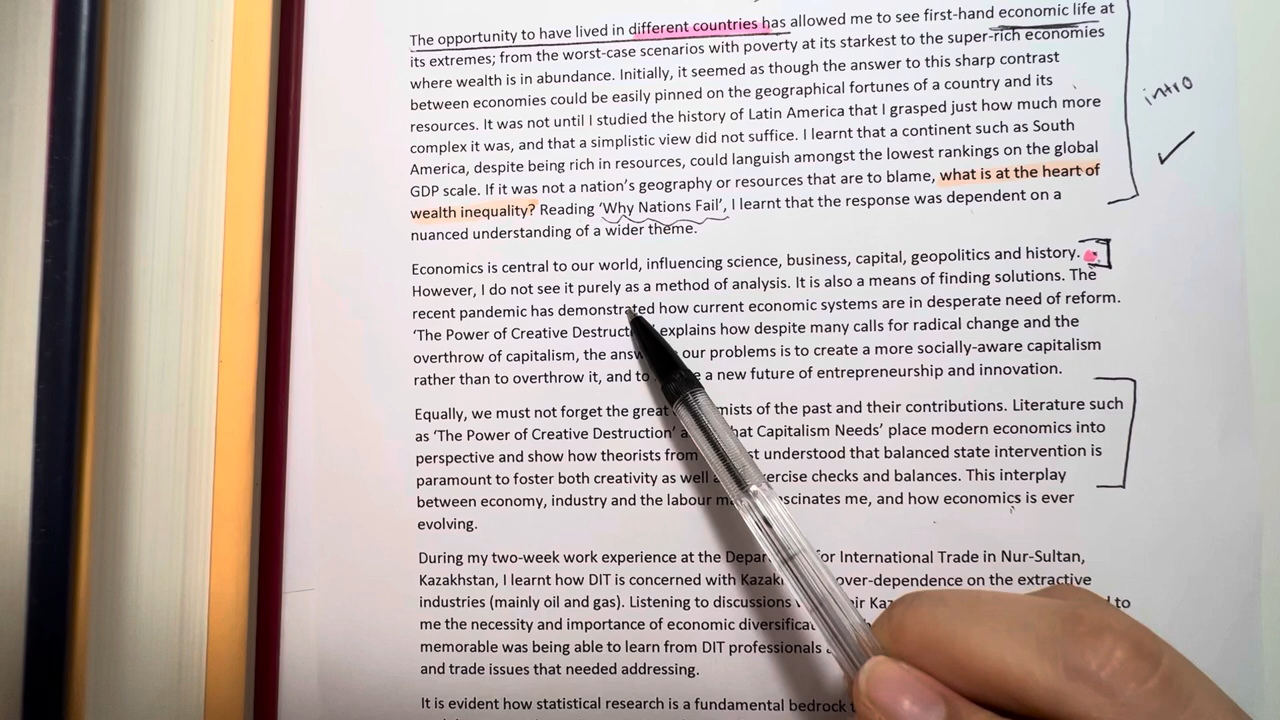 The opportunity to have lived in different countries has allowed me to see first-hand economic life at
its extremes; from the worst-case scenarios with poverty at its starkest to the super-rich economies
where wealth is in abundance. Initially, it seemed as though the answer to this sharp contrast
between economies could be easily pinned on the geographical fortunes of a country and its
resources. It was not until I studied the history of Latin America that I grasped just how much more
complex it was, and that a simplistic view did not suffice. I learnt that a continent such as South
America, despite being rich in resources, could languish amongst the lowest rankings on the global
GDP scale. If it was not a nation's geography or resources that are to blame, what is at the heart of
wealth inequality? Reading 'Why Nations Fail', I learnt that the response was dependent on a
nuanced understanding of a wider theme.
intro
Economics is central to our world, influencing science, business, capital, geopolitics and history.
However, I do not see it purely as a method of analysis. It is also a means of finding solutions. The
recent pandemic has demonstrated how current economic systems are in desperate need of reform.
'The Power of Creative explains how despite many calls for radical change and the
overthrow of capitalism, the our problems is to create a more socially-aware capitalism
rather than to overthrow it, and to a new future of entrepreneurship and innovation.
Equally, we must not forget the great of the past and their contributions. Literature such
as 'The Power of Creative Destruction' Capitalism Needs' place modern economics into
perspective and show how theorists from understood that balanced state intervention is
paramount to foster both creativity as well checks and balances. This interplay
between economy, industry and the labour me, and how economics is ever
evolving.
During my two-week work experience at the for International Trade in Nur-Sultan,
Kazakhstan, I learnt how DIT is concerned with over-dependence on the extractive
industries (mainly oil and gas). Listening to discussions to
me the necessity and importance of economic
memorable was being able to learn from DIT professionals
and trade issues that needed addressing.
It is evident how statistical research is a fundamental bedrock